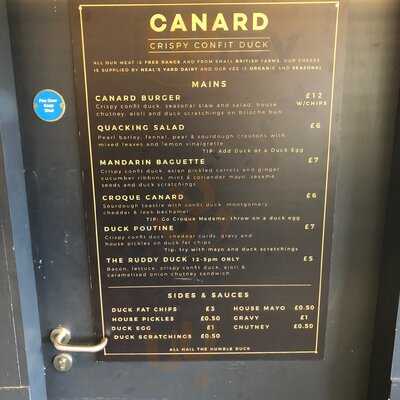 CANARD
CRISPY CONFIT DUCK
ALL OUR MEAT IS FREE RANGE AND FROM SMALL BRITISH FARMS, OUR CHEESE
IS SUPPLIED BY NEAL'S YARD DAIRY AND OUR VEG IS ORGANIC AND SEASONAL
MAINS
CANARD BURGER £12
Crispy confit duck, seasonal slaw and salad, house W/CHIPS
chutney, aioli and duck scratchings on brioche bun
QUACKING SALAD £6
Pearl barley, fennel, pear & sourdough croutons with
mixed leaves and lemon vinaigrette
TIP: Add Duck or a Duck Egg
MANDARIN BAGUETTE £7
Crispy confit duck, asian pickled carrots and ginger
cucumber ribbons, mint & coriander mayo, sesame
seeds and duck scratchings
CROQUE CANARD £6
Sourdough toastie with confit duck, montgomery
cheddar & leek bechamel
TIP: Go Croque Madame, throw on a duck egg
DUCK POUTINE £7
Crispy confit duck, cheddar curds, gravy and
house pickles on duck fat chips
Tip: try with mayo and duck scratchings
THE RUDDY DUCK 12-5pm ONLY £5
Bacon, lettuce, crispy confit duck, aioli &
caramelised onion chutney sandwich
SIDES & SAUCES
DUCK FAT CHIPS £3 HOUSE MAYO £0.50
HOUSE PICKLES £0.50 GRAVY £1
DUCK EGG £1 CHUTNEY £0.50
DUCK SCRATCHINGS £0.50
ALL HAIL THE HUMBLE DUCK
Fire Door
Keep
Shut